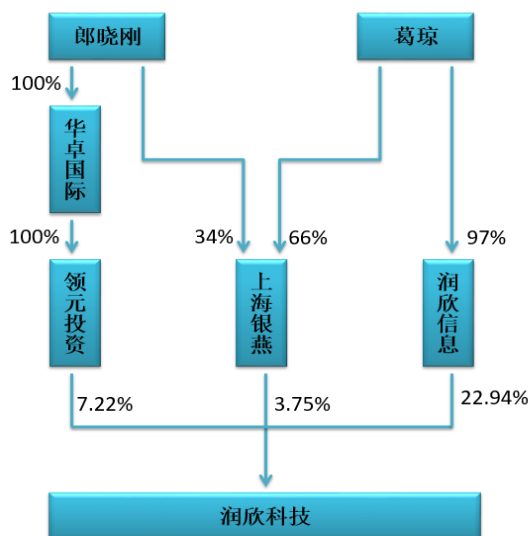 郎晓刚
葛琼
100%
华卓国际
100%
34%
66%
97%
领元投资
上海银燕
润欣信息
7.22%
3.75%
22.94%
润欣科技